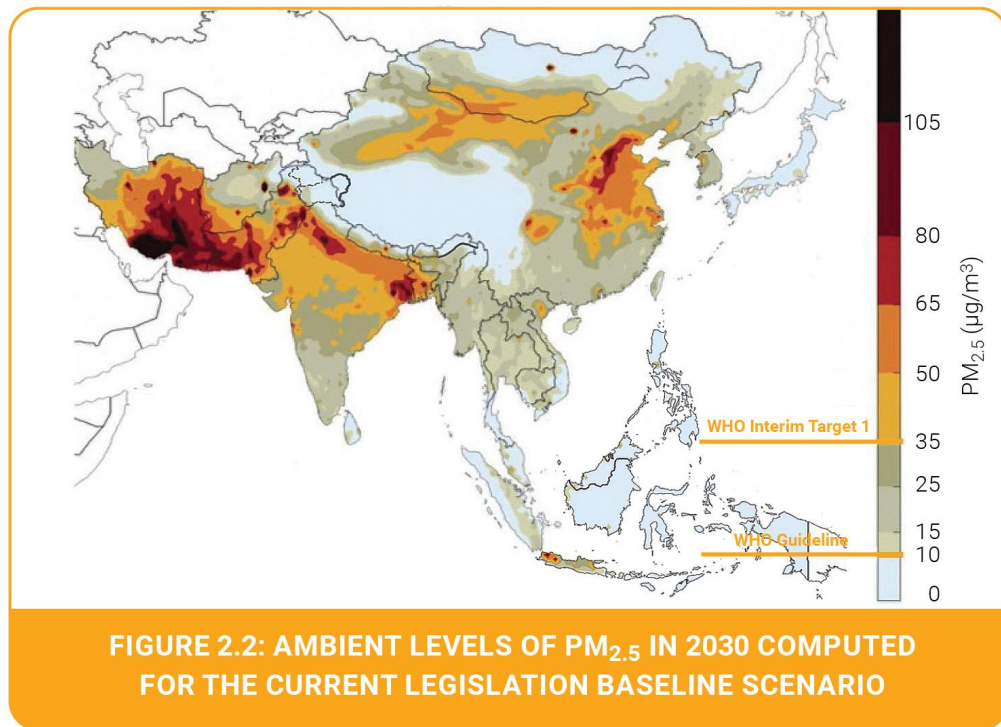 105
80
65
50
35
25
15
10
0
PM2.5 (µg/m³)
WHO Interim Target 1
WHO Guideline
FIGURE 2.2: AMBIENT LEVELS OF PM2.5 IN 2030 COMPUTED
FOR THE CURRENT LEGISLATION BASELINE SCENARIO